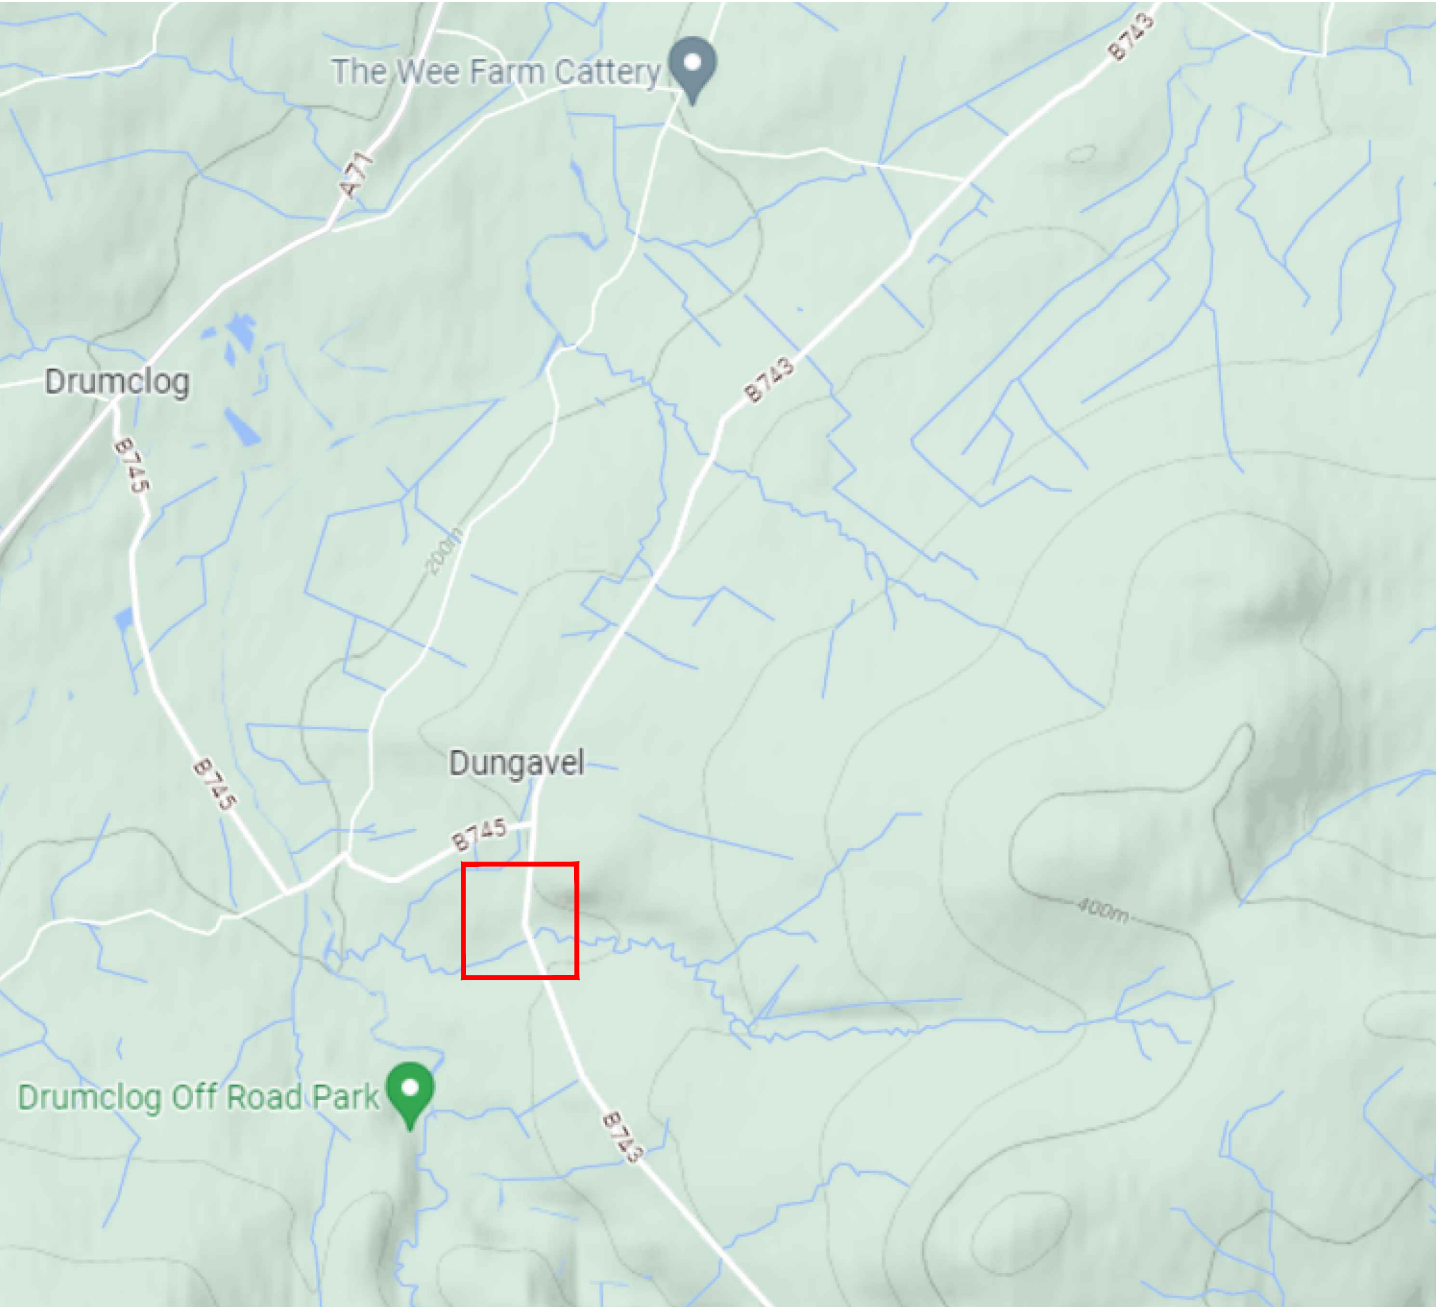 B743
The Wee Farm Cattery
A71
B743
Drumclog
B745
200m
Dungavel
B745
B745
400m
Drumclog Off Road Park
B743